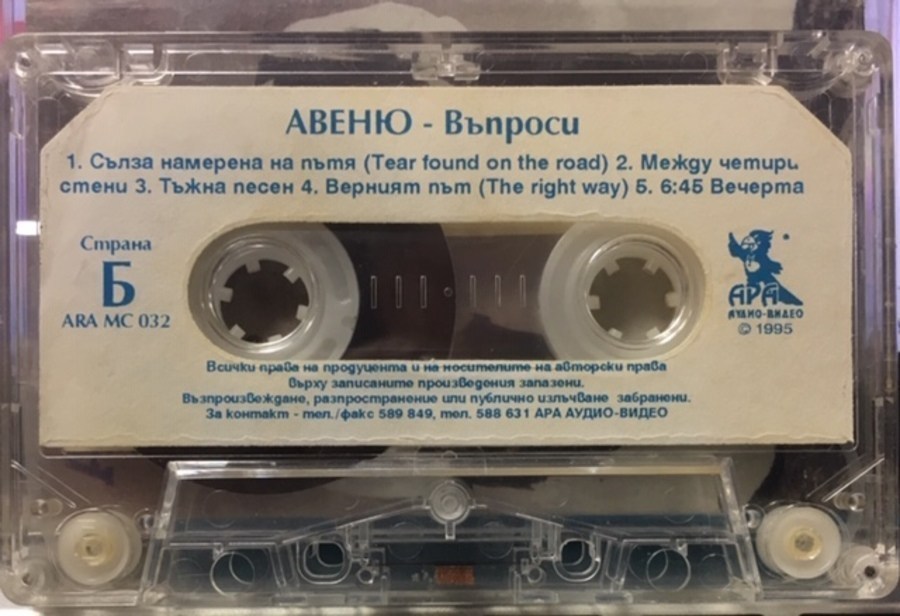 АВЕНЮ - Въпроси
1. Сълза намерена на пътя (Tear found on the road) 2. Между четири
стени 3. Тъжна песен 4. Верният път (The right way) 5. 6:45 Вечерта
Страна
Б
ARA MC 032
АРА
АУДИО-ВИДЕО
© 1995
Всички права на продуцента и на носителите на авторски права
върху записаните произведения запазени.
Възпроизвеждане, разпространение или публично излъчване забранени.
За контакт - тел./факс 589 849, тел. 588 631 АРА АУДИО-ВИДЕО